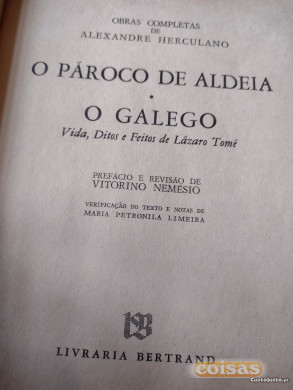 OBRAS COMPLETAS
DE
ALEXANDRE HERCULANO
O PÁROCO DE ALDEIA
•
O GALEGO
Vida, Ditos e Feitos de Lázaro Tomé
PREFÁCIO E REVISÃO DE
VITORINO NEMÉSIO
VERIFICAÇÃO DO TEXTO E NOTAS DE
MARIA PETRONILA LIMEIRA
LIVRARIA BERTRAND
coisas